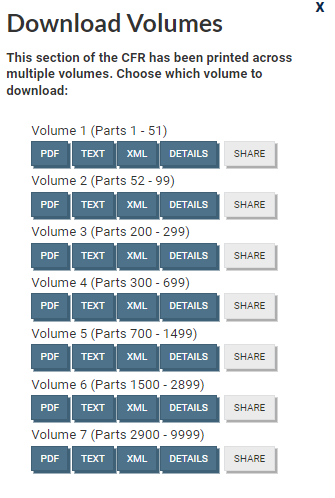 X
Download Volumes
This section of the CFR has been printed across
multiple volumes. Choose which volume to
download:
Volume 1 (Parts 1 - 51)
PDF TEXT XML DETAILS SHARE
Volume 2 (Parts 52 - 99)
PDF TEXT XML DETAILS SHARE
Volume 3 (Parts 200 - 299)
PDF TEXT XML DETAILS SHARE
Volume 4 (Parts 300 - 699)
PDF TEXT XML DETAILS SHARE
Volume 5 (Parts 700 - 1499)
PDF TEXT XML DETAILS SHARE
Volume 6 (Parts 1500 - 2899)
PDF TEXT XML DETAILS SHARE
Volume 7 (Parts 2900 - 9999)
PDF TEXT XML DETAILS SHARE